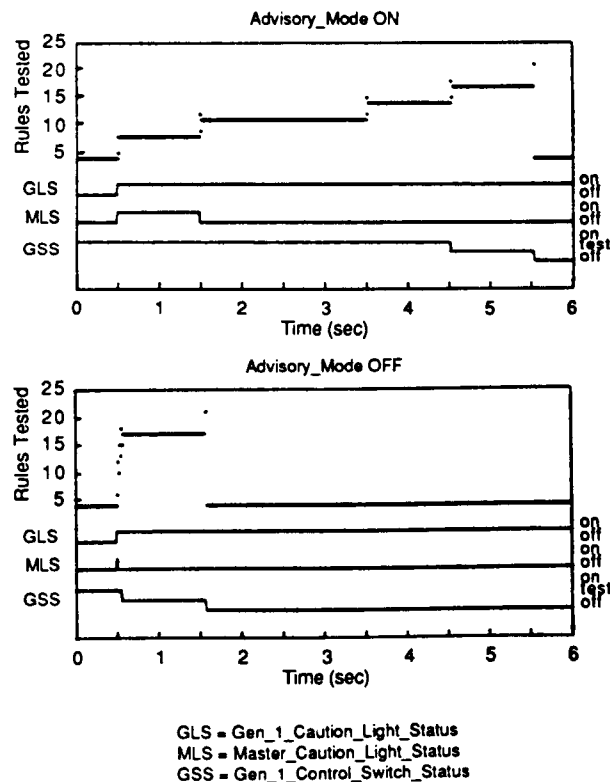 Advisory_Mode ON
Rules Tested
25
20
15
10
5
GLS
on
off
MLS
on
off
GSS
on
test
off
0 1 2 3 4 5 6
Time (sec)
Advisory_Mode OFF
Rules Tested
25
20
15
10
5
GLS
on
off
MLS
on
off
GSS
on
test
off
0 1 2 3 4 5 6
Time (sec)
GLS = Gen_1_Caution_Light_Status
MLS = Master_Caution_Light_Status
GSS = Gen_1_Control_Switch_Status